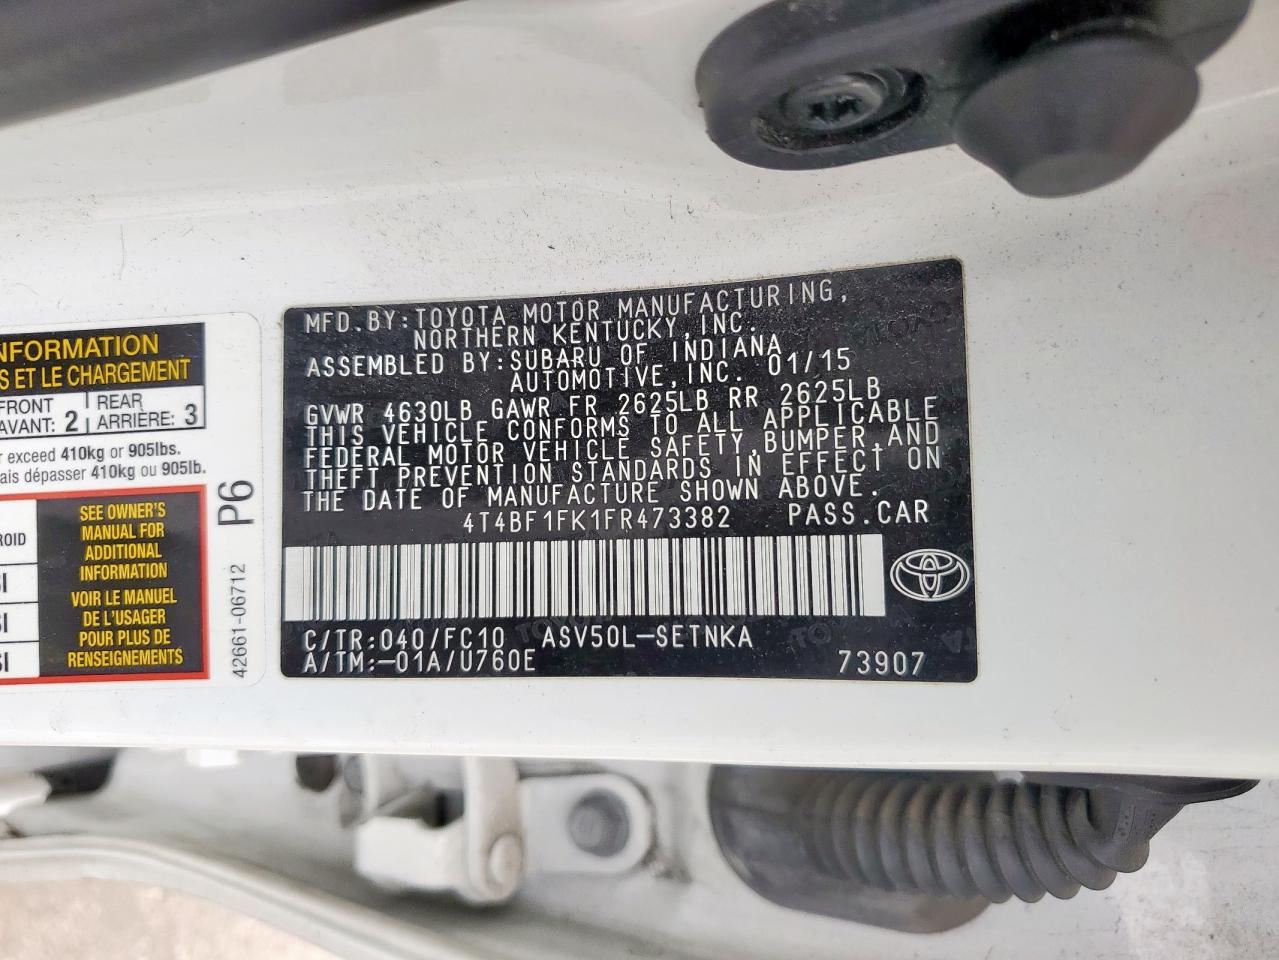 NFORMATION
S ET LE CHARGEMENT
FRONT
AVANT: 2
REAR
ARRIÈRE: 3
exceed 410kg or 905lbs.
ais dépasser 410kg ou 905lb.
SEE OWNER'S
MANUAL FOR
ADDITIONAL
INFORMATION
VOIR LE MANUEL
DE L'USAGER
POUR PLUS DE
RENSEIGNEMENTS
ROID
SI
SI
SI
P6
42661-06712
MFD. BY: TOYOTA MOTOR MANUFACTURING,
NORTHERN KENTUCKY, INC.
ASSEMBLED BY: SUBARU OF INDIANA
AUTOMOTIVE, INC. 01/15
GVWR 4630LB GAWR FR 2625LB RR 2625LB
THIS VEHICLE CONFORMS TO ALL APPLICABLE
FEDERAL MOTOR VEHICLE SAFETY, BUMPER, AND
THEFT PREVENTION STANDARDS IN EFFECT ON
THE DATE OF MANUFACTURE SHOWN ABOVE.
4T4BF1FK1FR473382 PASS. CAR
C/TR: 040/FC10 ASV50L-SETNKA
A/TM: -01A/U760E 73907